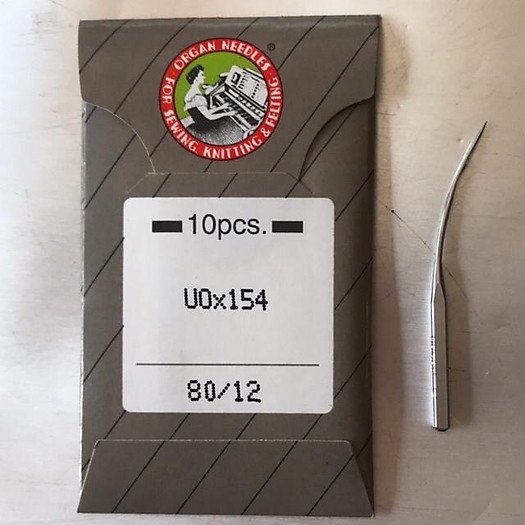 ORGAN NEEDLES ®
· FOR SEWING, KNITTING & FELTING ·
10pcs.
UOx154
80/12